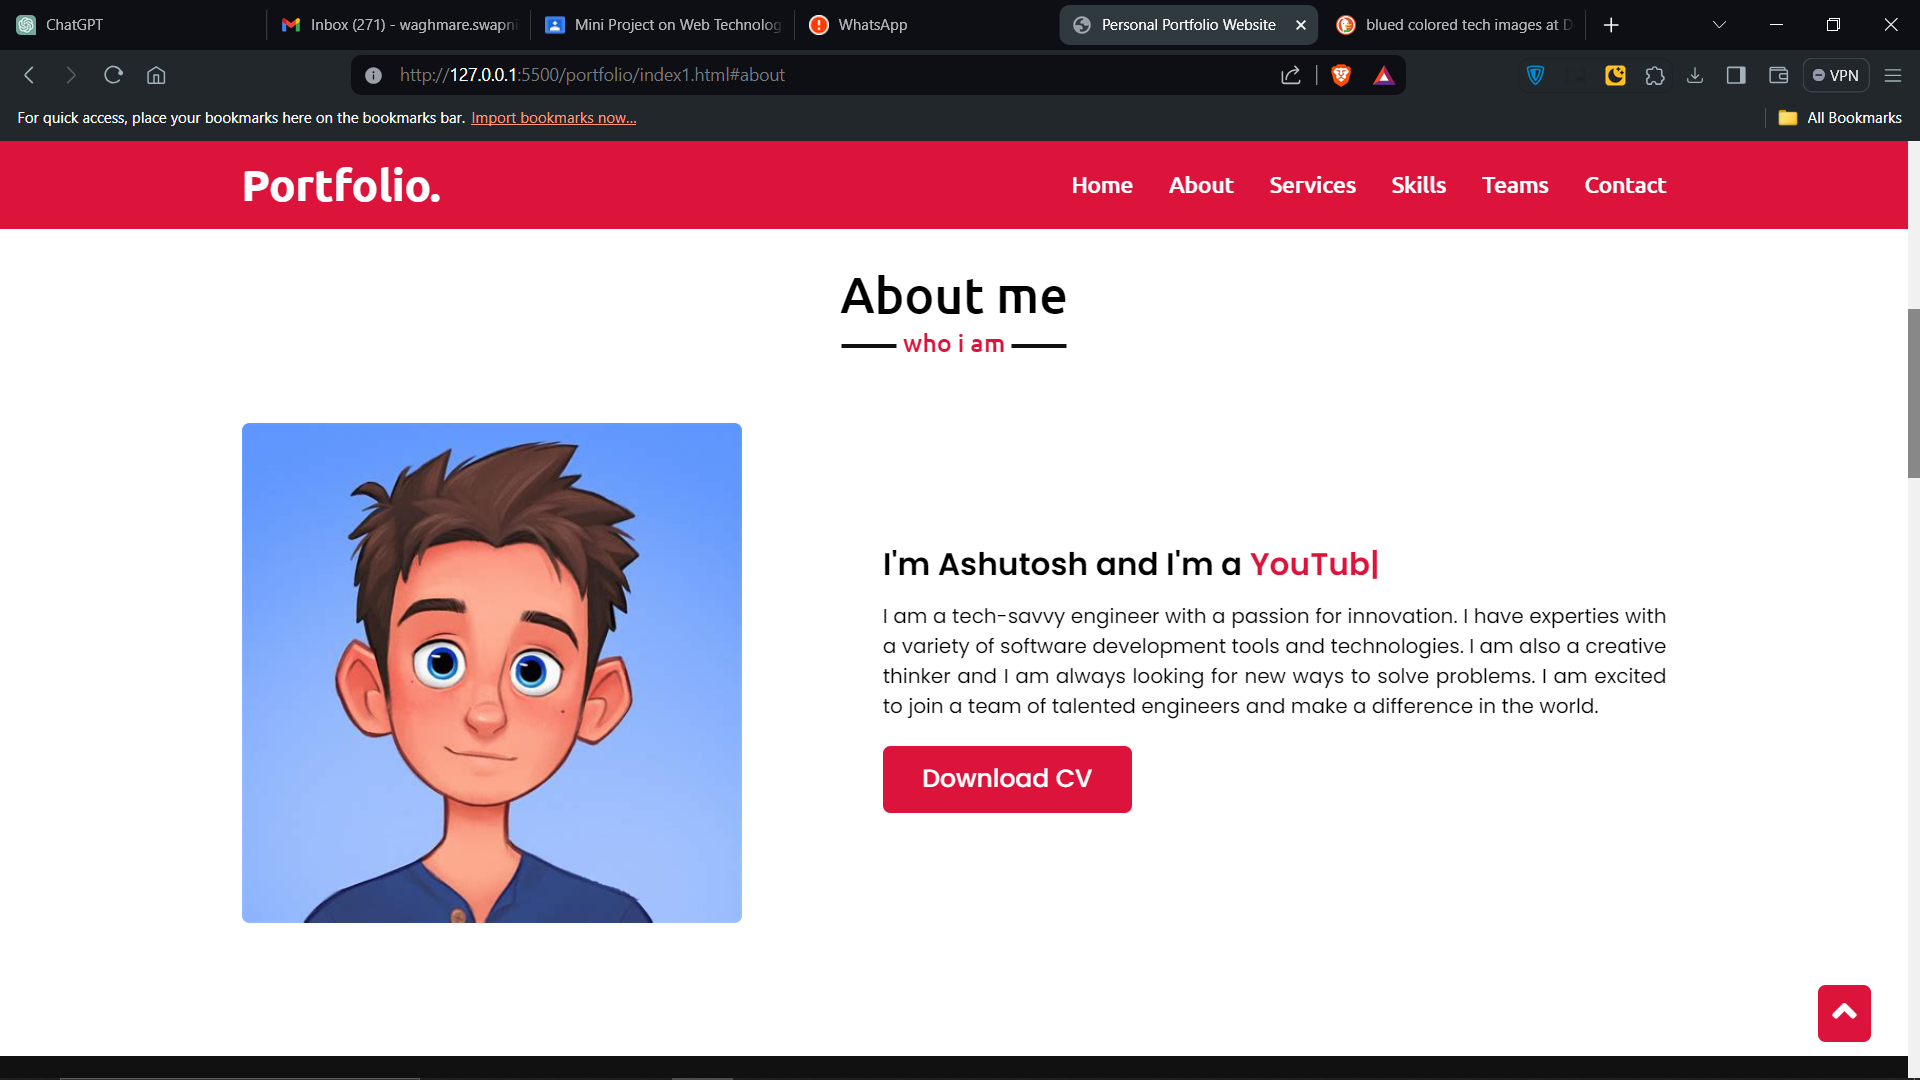 ChatGPT
Inbox (271) - waghmare.swapni
Mini Project on Web Technolog
WhatsApp
Personal Portfolio Website
blued colored tech images at D
http://127.0.0.1:5500/portfolio/index1.html#about
VPN
For quick access, place your bookmarks here on the bookmarks bar. Import bookmarks now...
All Bookmarks
Portfolio.
Home
About
Services
Skills
Teams
Contact
About me
who i am
I'm Ashutosh and I'm a YouTub|
I am a tech-savvy engineer with a passion for innovation. I have experties with
a variety of software development tools and technologies. I am also a creative
thinker and I am always looking for new ways to solve problems. I am excited
to join a team of talented engineers and make a difference in the world.
Download CV